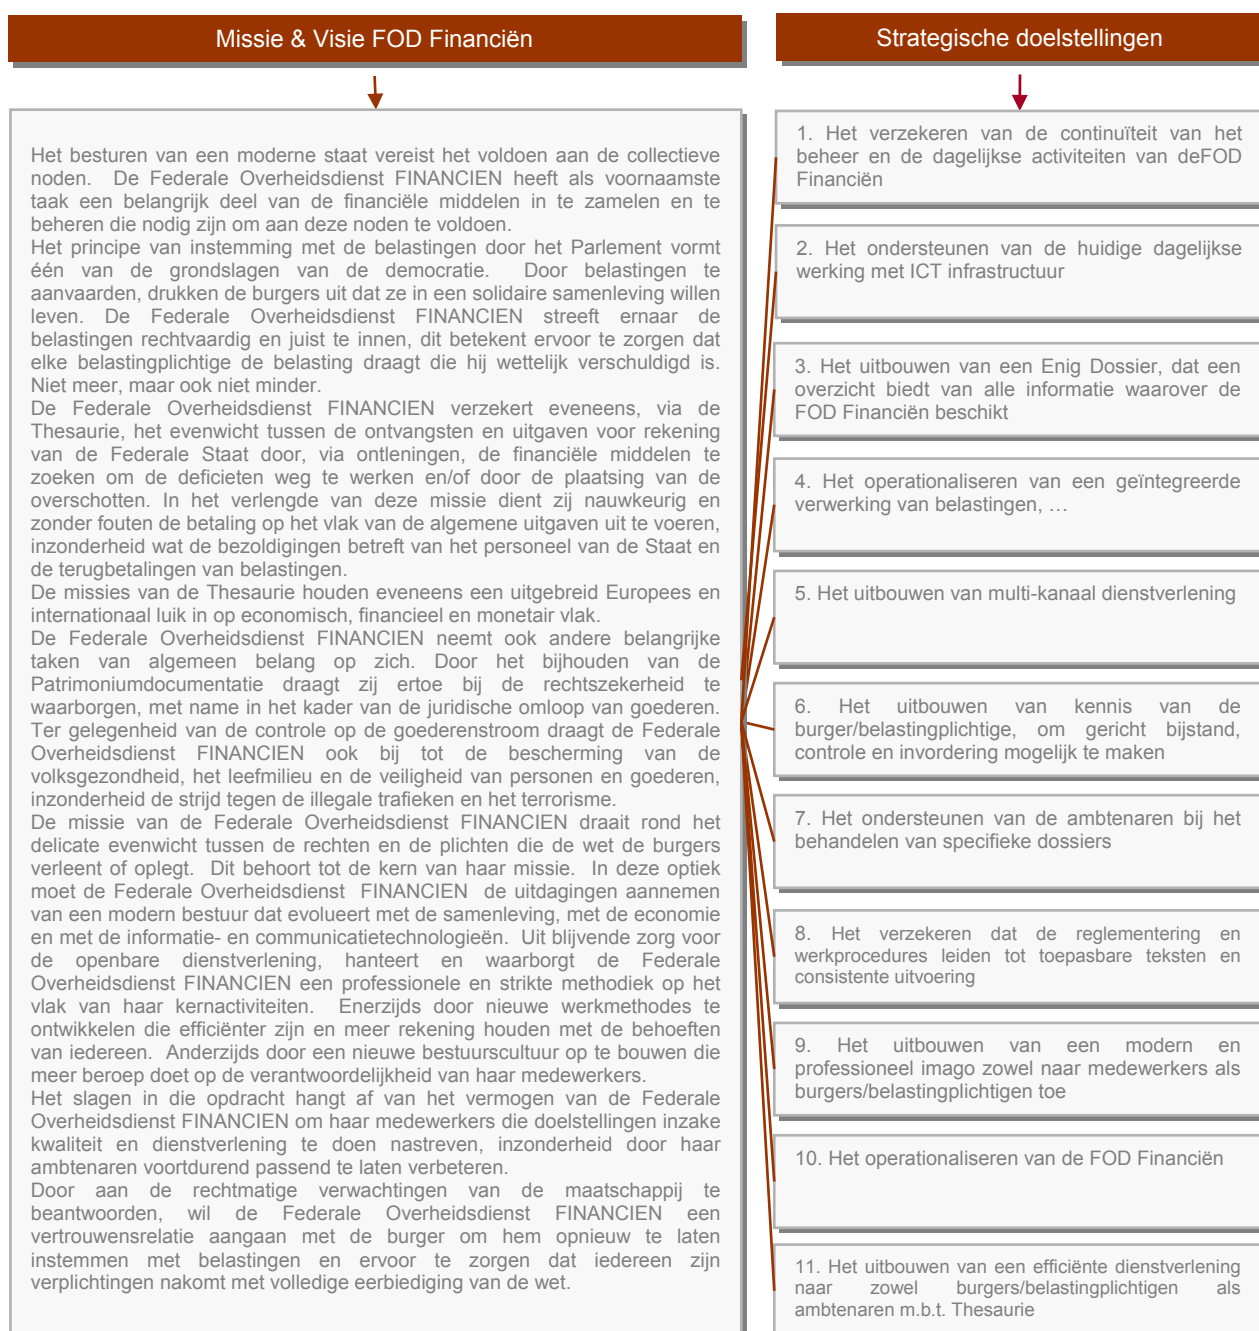 Missie & Visie FOD Financiën
Het besturen van een moderne staat vereist het voldoen aan de collectieve
noden. De Federale Overheidsdienst FINANCIEN heeft als voornaamste
taak een belangrijk deel van de financiële middelen in te zamelen en te
beheren die nodig zijn om aan deze noden te voldoen.
Het principe van instemming met de belastingen door het Parlement vormt
één van de grondslagen van de democratie. Door belastingen te
aanvaarden, drukken de burgers uit dat ze in een solidaire samenleving willen
leven. De Federale Overheidsdienst FINANCIEN streeft ernaar de
belastingen rechtvaardig en juist te innen, dit betekent ervoor te zorgen dat
elke belastingplichtige de belasting draagt die hij wettelijk verschuldigd is.
Niet meer, maar ook niet minder.
De Federale Overheidsdienst FINANCIEN verzekert eveneens, via de
Thesaurie, het evenwicht tussen de ontvangsten en uitgaven voor rekening
van de Federale Staat door, via ontleningen, de financiële middelen te
zoeken om de deficieten weg te werken en/of door de plaatsing van de
overschotten. In het verlengde van deze missie dient zij nauwkeurig en
zonder fouten de betaling op het vlak van de algemene uitgaven uit te voeren,
inzonderheid wat de bezoldigingen betreft van het personeel van de Staat en
de terugbetalingen van belastingen.
De missies van de Thesaurie houden eveneens een uitgebreid Europees en
internationaal luik in op economisch, financieel en monetair vlak.
De Federale Overheidsdienst FINANCIEN neemt ook andere belangrijke
taken van algemeen belang op zich. Door het bijhouden van de
Patrimoniumdocumentatie draagt zij ertoe bij de rechtszekerheid te
waarborgen, met name in het kader van de juridische omloop van goederen.
Ter gelegenheid van de controle op de goederenstroom draagt de Federale
Overheidsdienst FINANCIEN ook bij tot de bescherming van de
volksgezondheid, het leefmilieu en de veiligheid van personen en goederen,
inzonderheid de strijd tegen de illegale trafieken en het terrorisme.
De missie van de Federale Overheidsdienst FINANCIEN draait rond het
delicate evenwicht tussen de rechten en de plichten die de wet de burgers
verleent of oplegt. Dit behoort tot de kern van haar missie. In deze optiek
moet de Federale Overheidsdienst FINANCIEN de uitdagingen aannemen
van een modern bestuur dat evolueert met de samenleving, met de economie
en met de informatie- en communicatietechnologieën. Uit blijvende zorg voor
de openbare dienstverlening, hanteert en waarborgt de Federale
Overheidsdienst FINANCIEN een professionele en strikte methodiek op het
vlak van haar kernactiviteiten. Enerzijds door nieuwe werkmethodes te
ontwikkelen die efficiënter zijn en meer rekening houden met de behoeften
van iedereen. Anderzijds door een nieuwe bestuurscultuur op te bouwen die
meer beroep doet op de verantwoordelijkheid van haar medewerkers.
Het slagen in die opdracht hangt af van het vermogen van de Federale
Overheidsdienst FINANCIEN om haar medewerkers die doelstellingen inzake
kwaliteit en dienstverlening te doen nastreven, inzonderheid door haar
ambtenaren voortdurend passend te laten verbeteren.
Door aan de rechtmatige verwachtingen van de maatschappij te
beantwoorden, wil de Federale Overheidsdienst FINANCIEN een
vertrouwensrelatie aangaan met de burger om hem opnieuw te laten
instemmen met belastingen en ervoor te zorgen dat iedereen zijn
verplichtingen nakomt met volledige eerbiediging van de wet.
Strategische doelstellingen
1. Het verzekeren van de continuïteit van het
beheer en de dagelijkse activiteiten van deFOD
Financiën
2. Het ondersteunen van de huidige dagelijkse
werking met ICT infrastructuur
3. Het uitbouwen van een Enig Dossier, dat een
overzicht biedt van alle informatie waarover de
FOD Financiën beschikt
4. Het operationaliseren van een geïntegreerde
verwerking van belastingen, …
5. Het uitbouwen van multi-kanaal dienstverlening
6. Het uitbouwen van kennis van de
burger/belastingplichtige, om gericht bijstand,
controle en invordering mogelijk te maken
7. Het ondersteunen van de ambtenaren bij het
behandelen van specifieke dossiers
8. Het verzekeren dat de reglementering en
werkprocedures leiden tot toepasbare teksten en
consistente uitvoering
9. Het uitbouwen van een modern en
professioneel imago zowel naar medewerkers als
burgers/belastingplichtigen toe
10. Het operationaliseren van de FOD Financiën
11. Het uitbouwen van een efficiënte dienstverlening
naar zowel burgers/belastingplichtigen als
ambtenaren m.b.t. Thesaurie